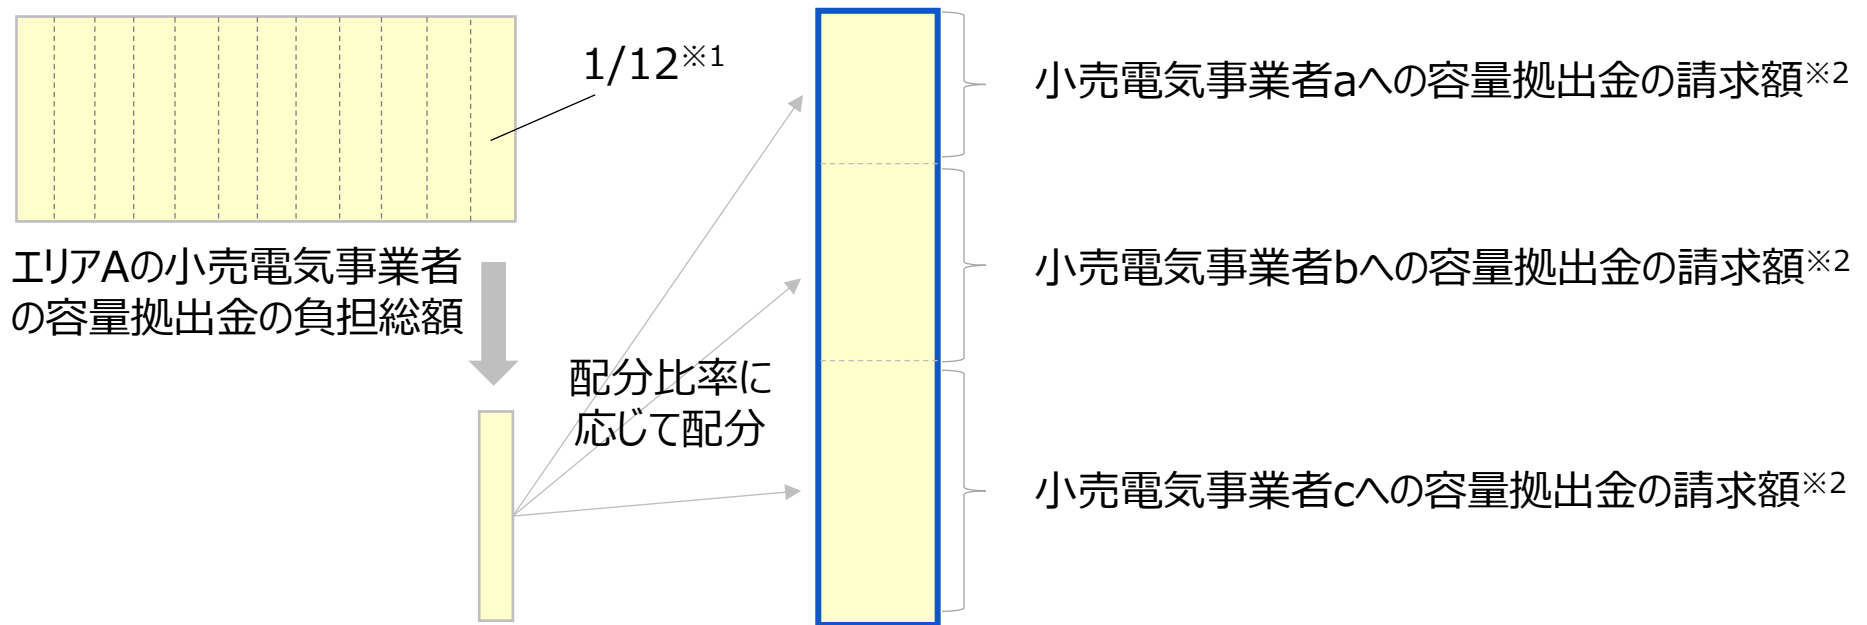 1/12※1
小売電気事業者aへの容量拠出金の請求額※2
エリアAの小売電気事業者
の容量拠出金の負担総額
小売電気事業者bへの容量拠出金の請求額※2
配分比率に
応じて配分
小売電気事業者cへの容量拠出金の請求額※2